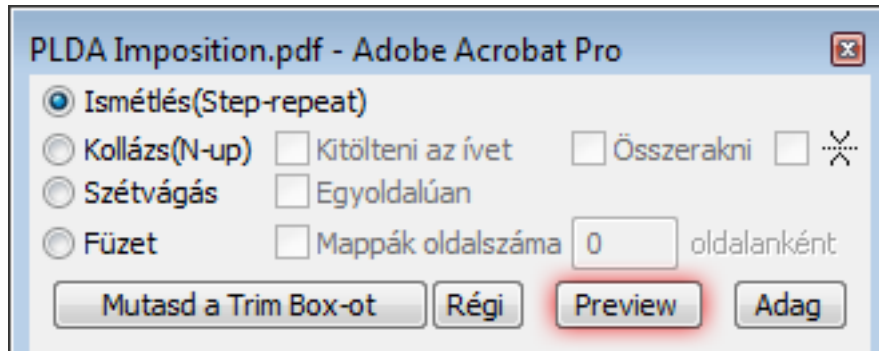 PLDA Imposition.pdf - Adobe Acrobat Pro
Ismétlés(Step-repeat)
Kollázs(N-up) Kitölteni az ívet Összerakni
Szétvágás Egyoldalúan
Füzet Mappák oldalszáma 0 oldalanként
Mutasd a Trim Box-ot Régi Preview Adag